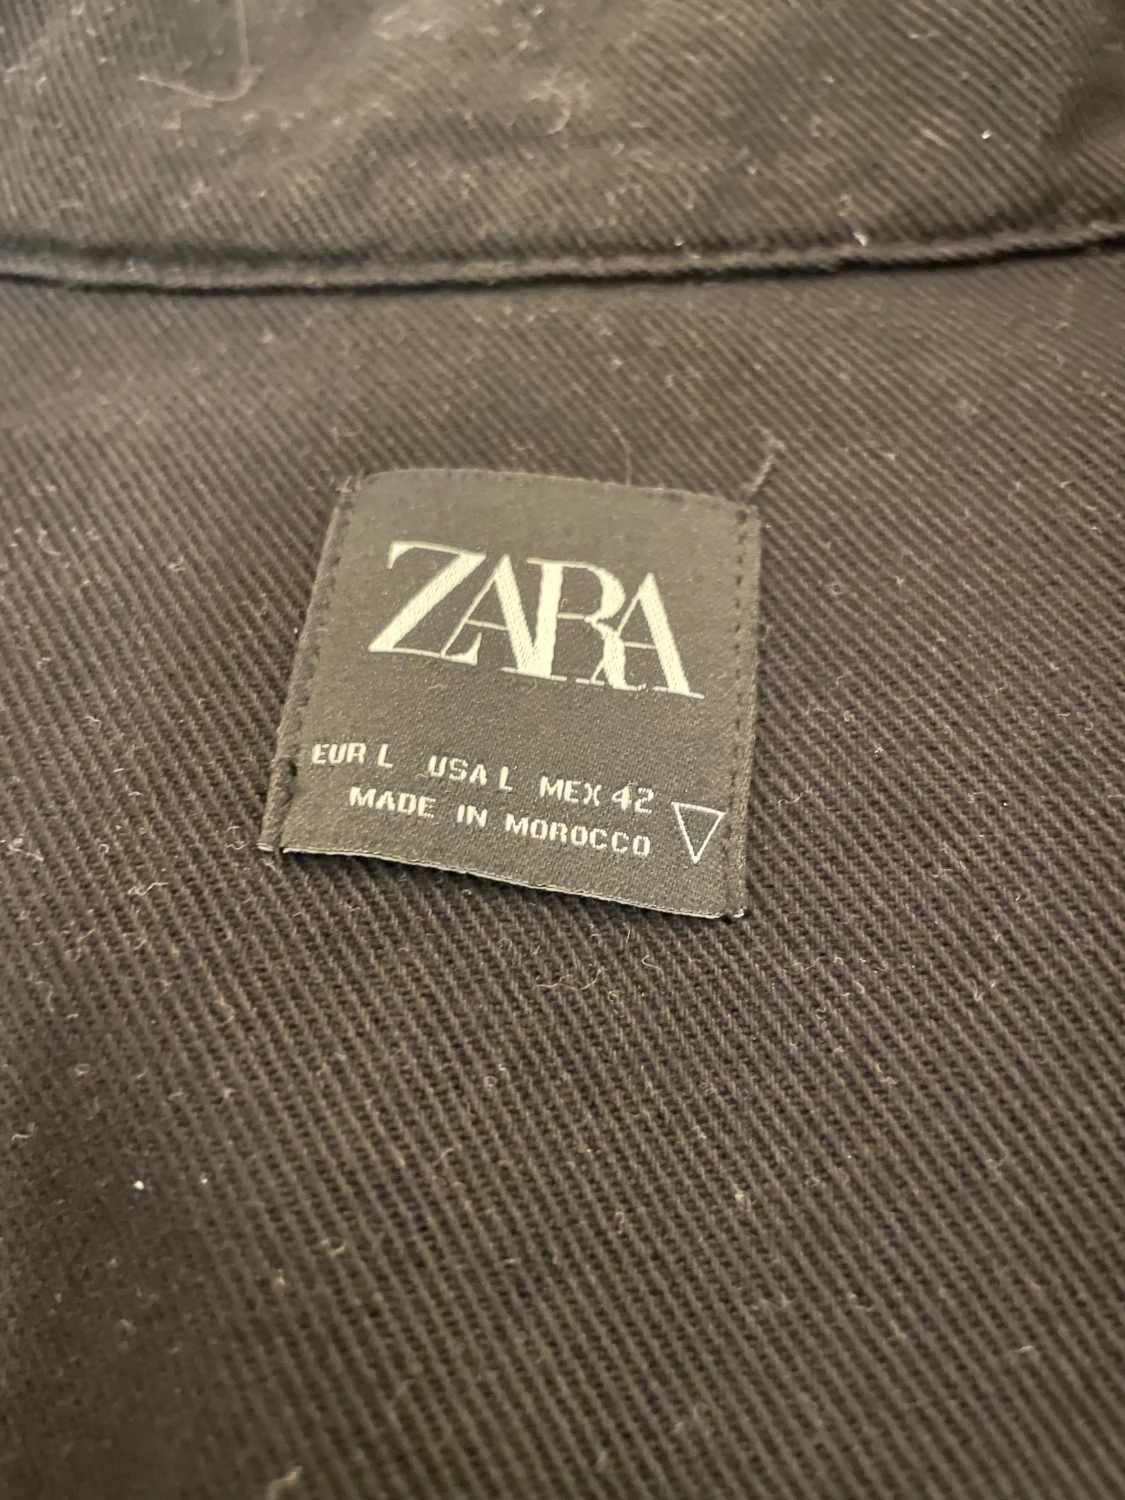 ZARA
EUR L USA L MEX 42
MADE IN MOROCCO